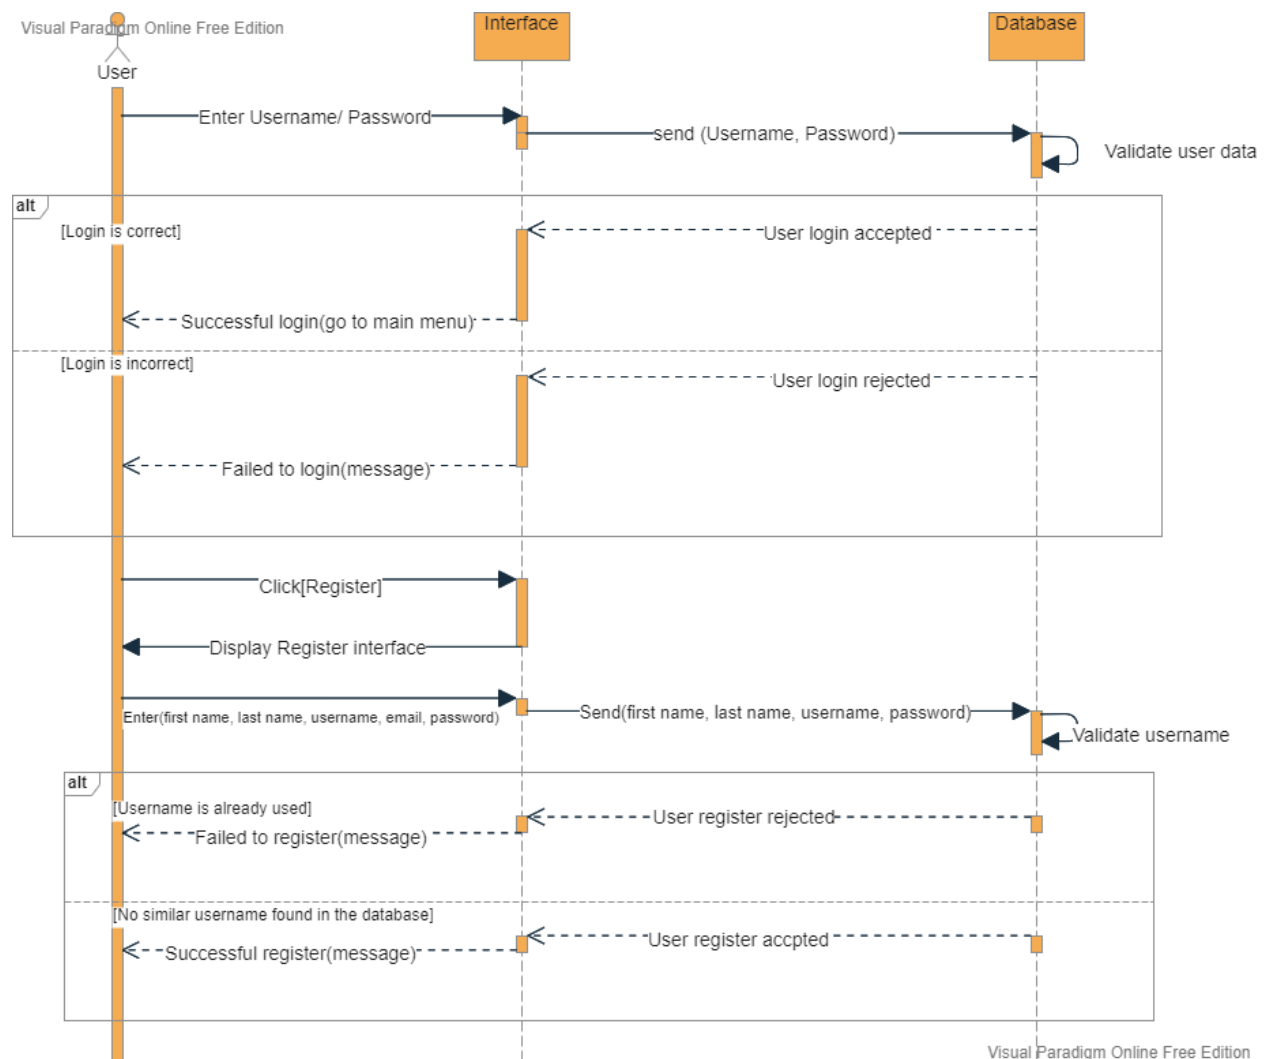 Visual Paradigm Online Free Edition
Interface
Database
User
Enter Username/ Password
send (Username, Password)
Validate user data
alt
[Login is correct]
User login accepted
Successful login(go to main menu)
[Login is incorrect]
User login rejected
Failed to login(message)
Click[Register]
Display Register interface
Enter(first name, last name, username, email, password)
Send(first name, last name, username, password)
Validate username
alt
[Username is already used]
User register rejected
Failed to register(message)
[No similar username found in the database]
User register accpted
Successful register(message)
Visual Paradigm Online Free Edition